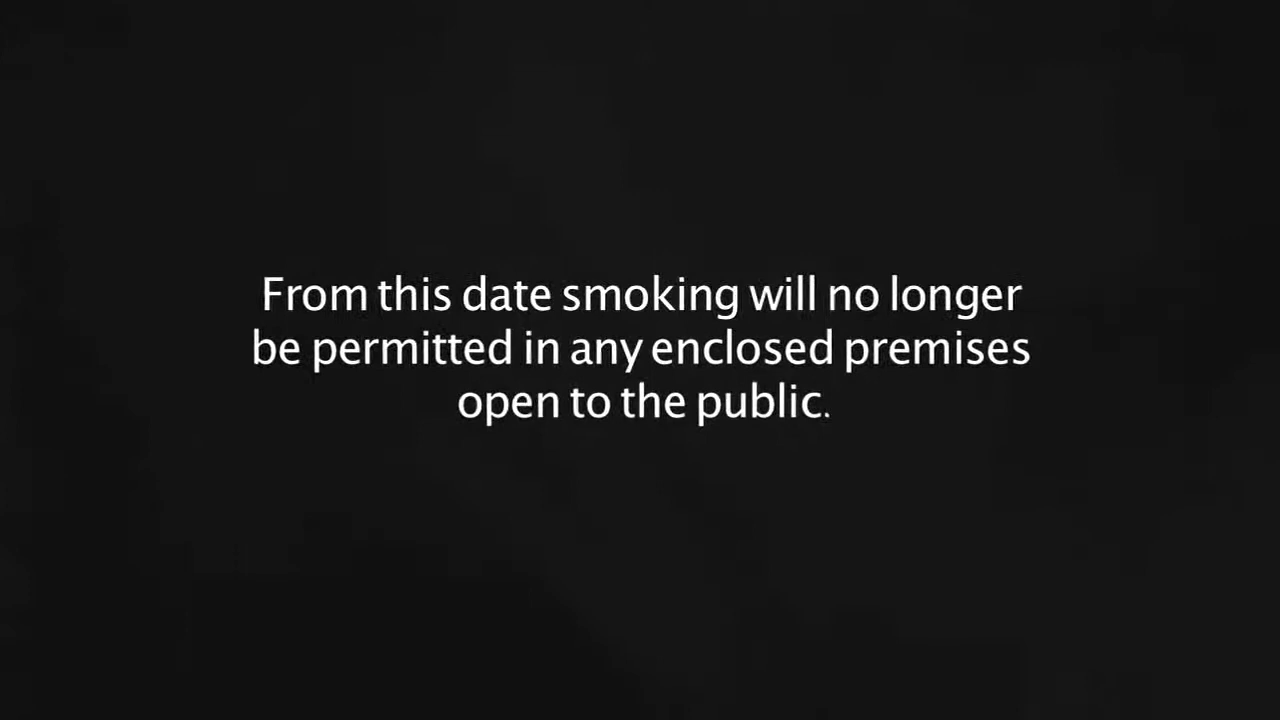 From this date smoking will no longer
be permitted in any enclosed premises
open to the public.